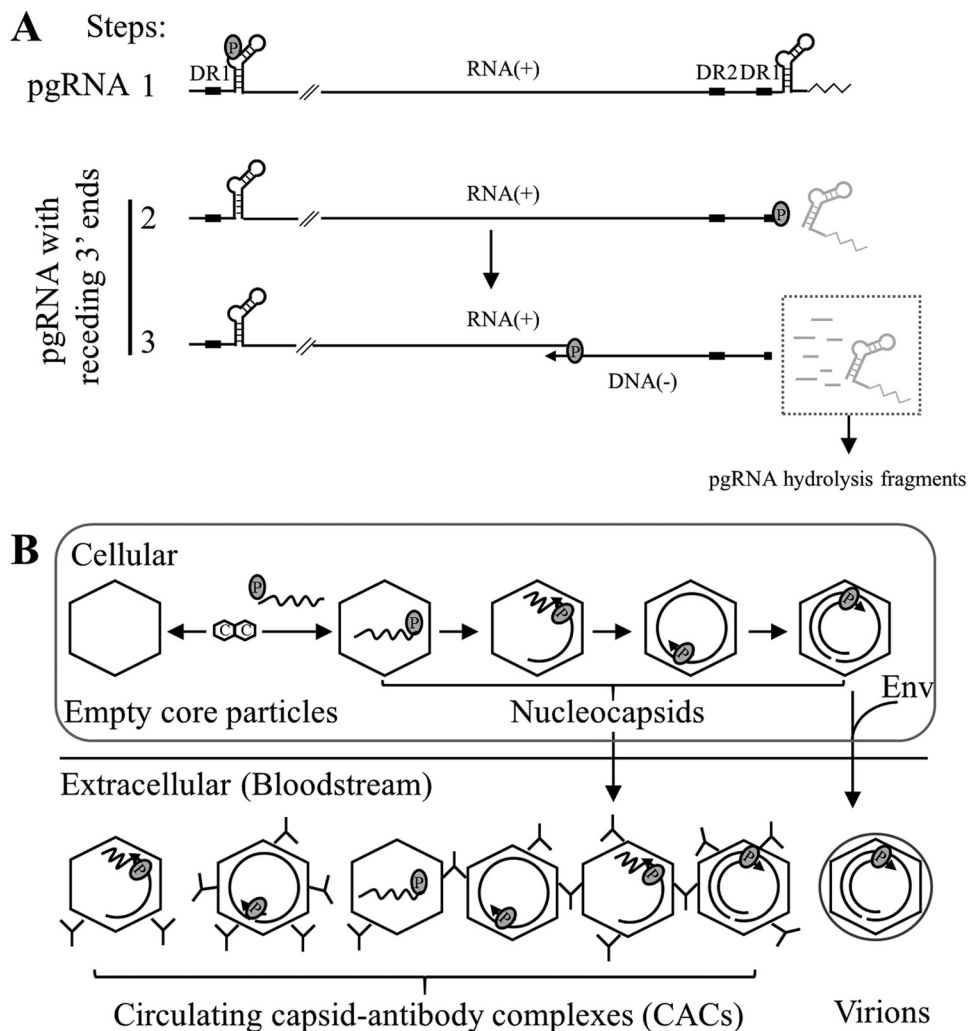 A Steps:
P
DR1 RNA(+) DR2 DR1
pgRNA 1
pgRNA with
receding 3’ ends
2 RNA(+) P
3 RNA(+) P
DNA(-)
pgRNA hydrolysis fragments
B Cellular
P
C C P P P P
Env
Empty core particles Nucleocapsids
Extracellular (Bloodstream)
P P P P P P P
Circulating capsid-antibody complexes (CACs) Virions